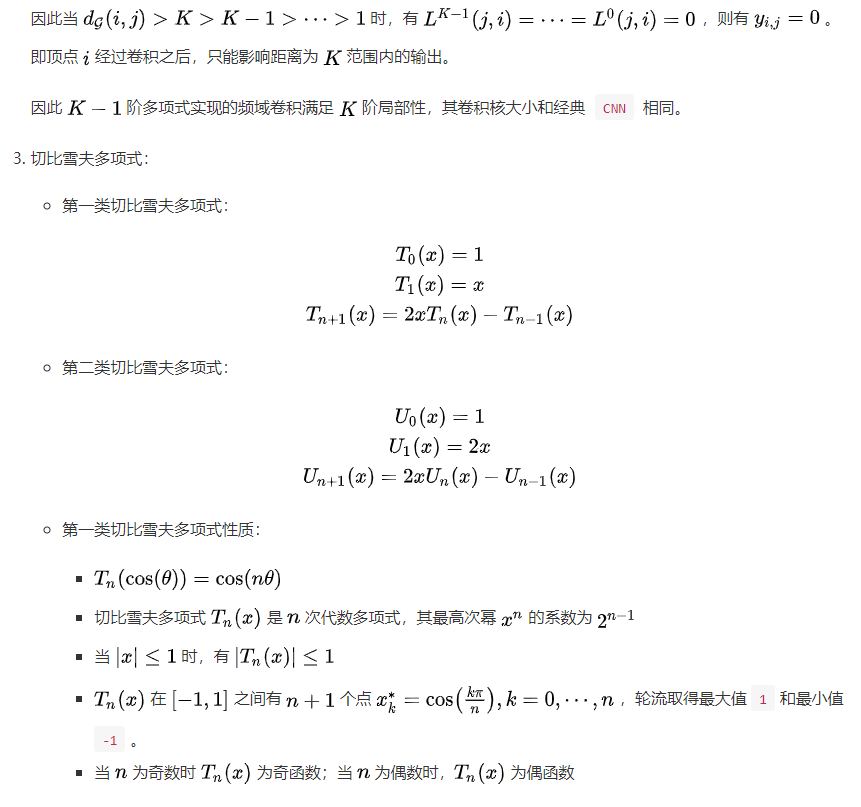 因此当 $d_{\mathcal{G}}(i,j) > K > K-1 > \cdots > 1$ 时，有 $L^{K-1}(j,i) = \cdots = L^0(j,i) = 0$ ，则有 $y_{i,j} = 0$ 。
即顶点 $i$ 经过卷积之后，只能影响距离为 $K$ 范围内的输出。
因此 $K-1$ 阶多项式实现的频域卷积满足 $K$ 阶局部性，其卷积核大小和经典 CNN 相同。
3. 切比雪夫多项式：
○ 第一类切比雪夫多项式：
$T_0(x) = 1$
$T_1(x) = x$
$T_{n+1}(x) = 2xT_n(x) - T_{n-1}(x)$
○ 第二类切比雪夫多项式：
$U_0(x) = 1$
$U_1(x) = 2x$
$U_{n+1}(x) = 2xU_n(x) - U_{n-1}(x)$
○ 第一类切比雪夫多项式性质：
■ $T_n(\cos(\theta)) = \cos(n\theta)$
■ 切比雪夫多项式 $T_n(x)$ 是 $n$ 次代数多项式，其最高次幂 $x^n$ 的系数为 $2^{n-1}$
■ 当 $|x| \le 1$ 时，有 $|T_n(x)| \le 1$
■ $T_n(x)$ 在 $[-1,1]$ 之间有 $n+1$ 个点 $x_k^* = \cos\left(\frac{k\pi}{n}\right), k = 0, \cdots, n$ ，轮流取得最大值 1 和最小值
-1 。
■ 当 $n$ 为奇数时 $T_n(x)$ 为奇函数；当 $n$ 为偶数时，$T_n(x)$ 为偶函数